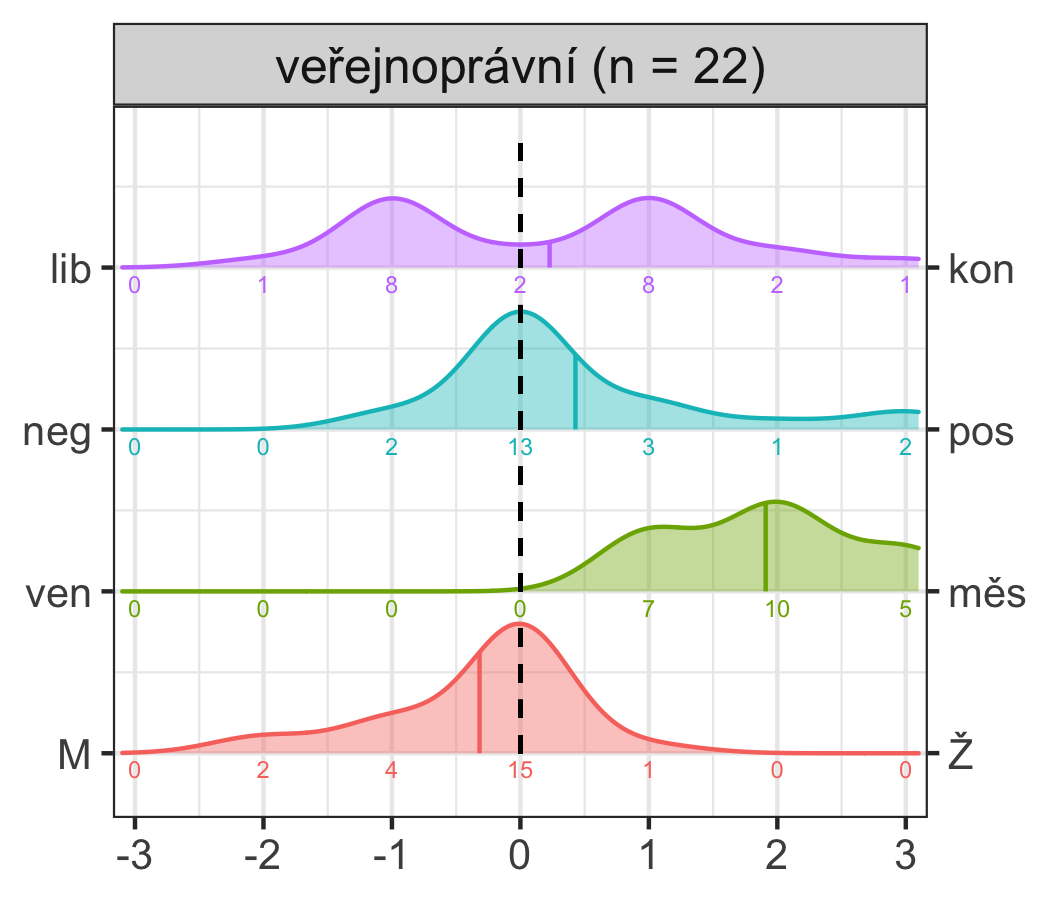 veřejnoprávní (n = 22)
lib kon
0 1 8 2 8 2 1
neg pos
0 0 2 13 3 1 2
ven měs
0 0 0 0 7 10 5
M Ž
0 2 4 15 1 0 0
-3 -2 -1 0 1 2 3